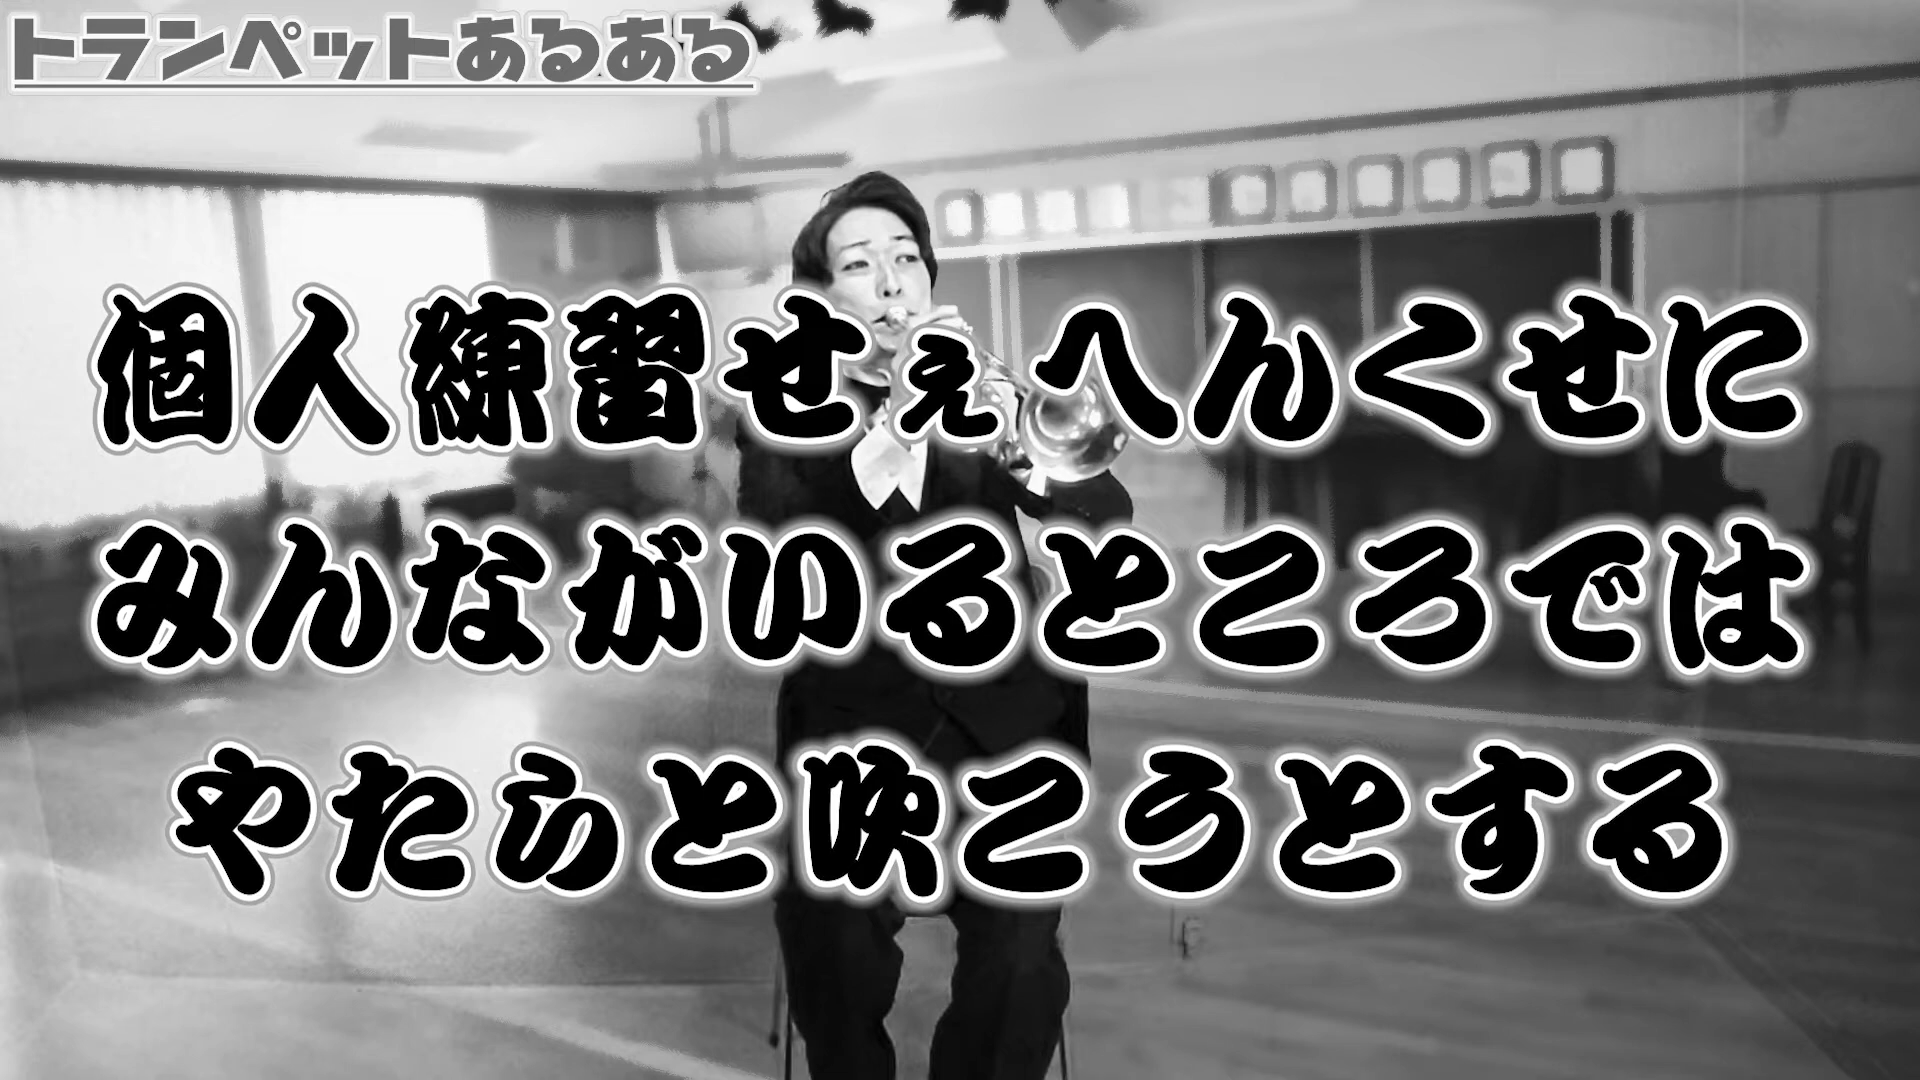 トランペットあるある
個人練習せぇへんくせに
みんながいるところでは
やたらと吹こうとする